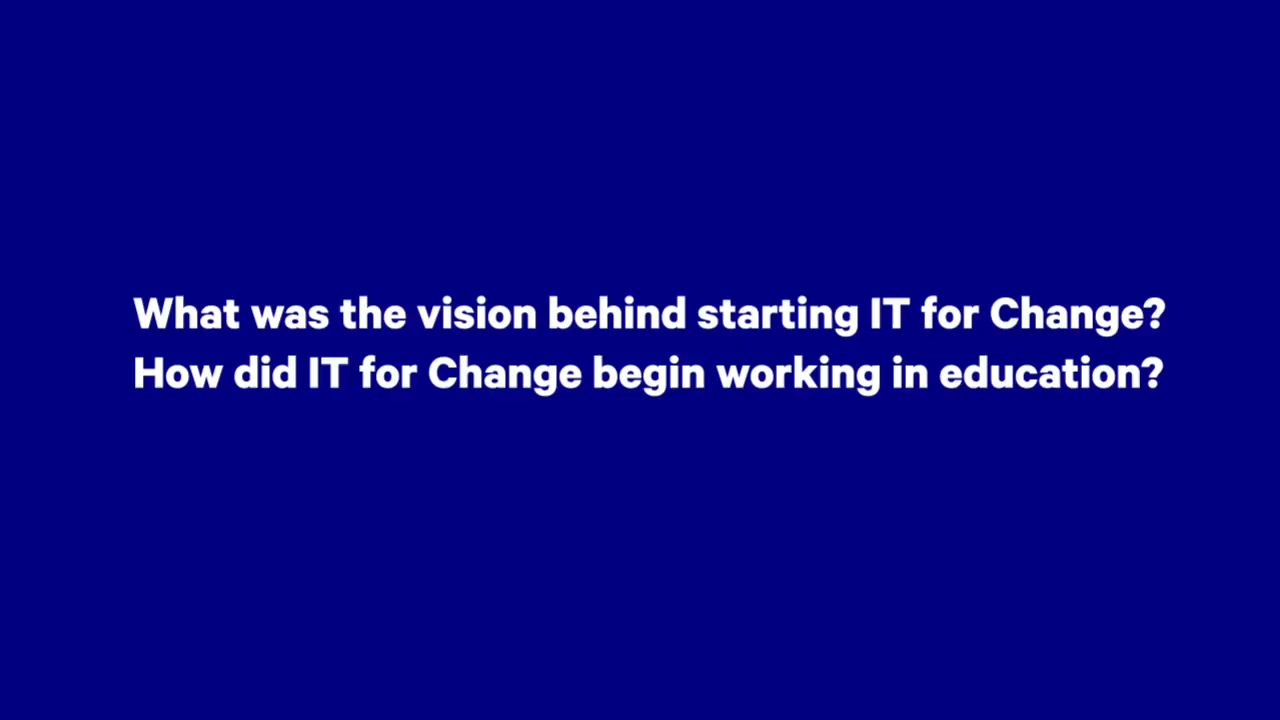 What was the vision behind starting IT for Change?
How did IT for Change begin working in education?